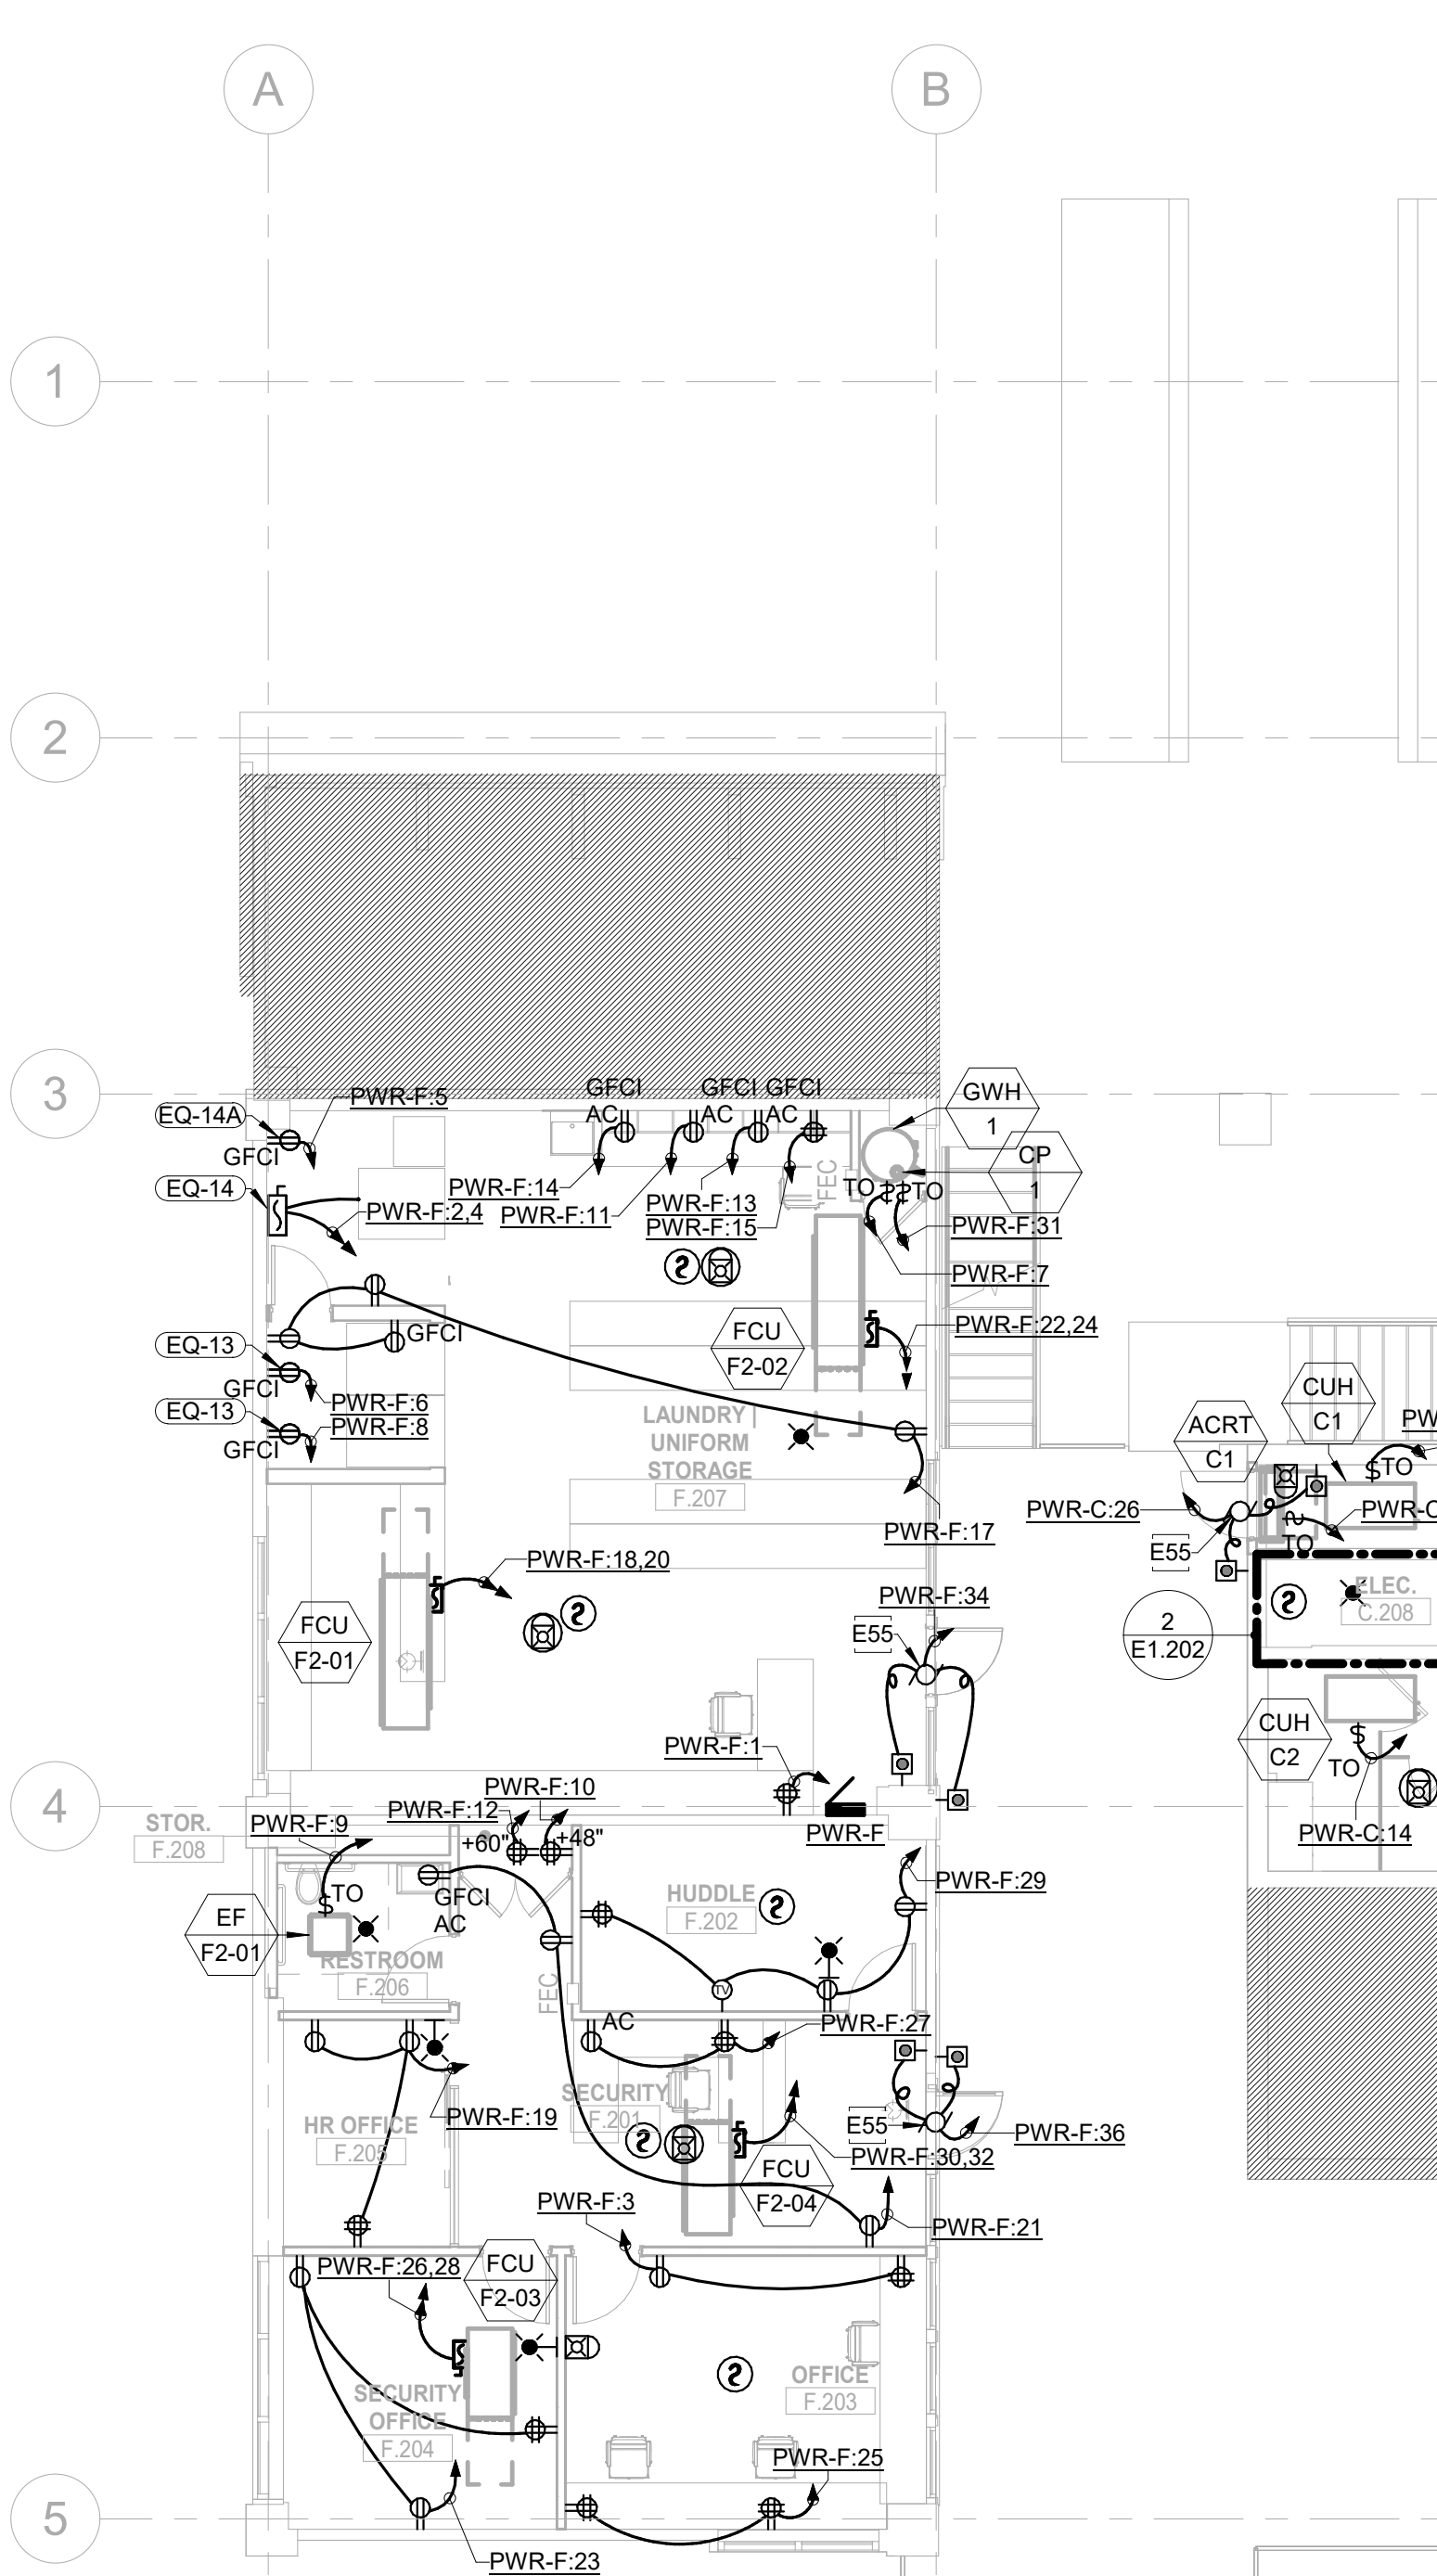 A
B
1
2
3
GFCI
GFCI
GFCI
GWH
1
EQ-14A
PWR-F:5
AC
AC
AC
GFCI
CP
1
EQ-14
PWR-F:14
FEC
TO
$$
TO
PWR-F:2,4
PWR-F:11
PWR-F:13
PWR-F:15
PWR-F:31
PWR-F:7
FCU
F2-02
PWR-F:22,24
EQ-13
GFCI
GFCI
PWR-F:6
EQ-13
PWR-F:8
GFCI
LAUNDRY |
UNIFORM
STORAGE
F.207
CUH
C1
ACRT
C1
PW
$TO
PWR-C:26
PWR-C
TO
PWR-F:17
E55
PWR-F:18,20
ELEC.
C.208
PWR-F:34
E55
FCU
F2-01
2
E1.202
CUH
C2
$
TO
PWR-F:1
PWR-F:10
4
PWR-F:12
STOR.
F.208
PWR-F:9
+60"
+48"
PWR-F
PWR-C:14
PWR-F:29
$TO
GFCI
AC
HUDDLE
F.202
EF
F2-01
RESTROOM
F.206
FEC
TV
AC
PWR-F:27
SECURITY
F.201
PWR-F:19
HR OFFICE
F.205
E55
PWR-F:36
PWR-F:30,32
FCU
F2-04
PWR-F:3
PWR-F:21
PWR-F:26,28
FCU
F2-03
OFFICE
F.203
SECURITY
OFFICE
F.204
PWR-F:25
5
PWR-F:23